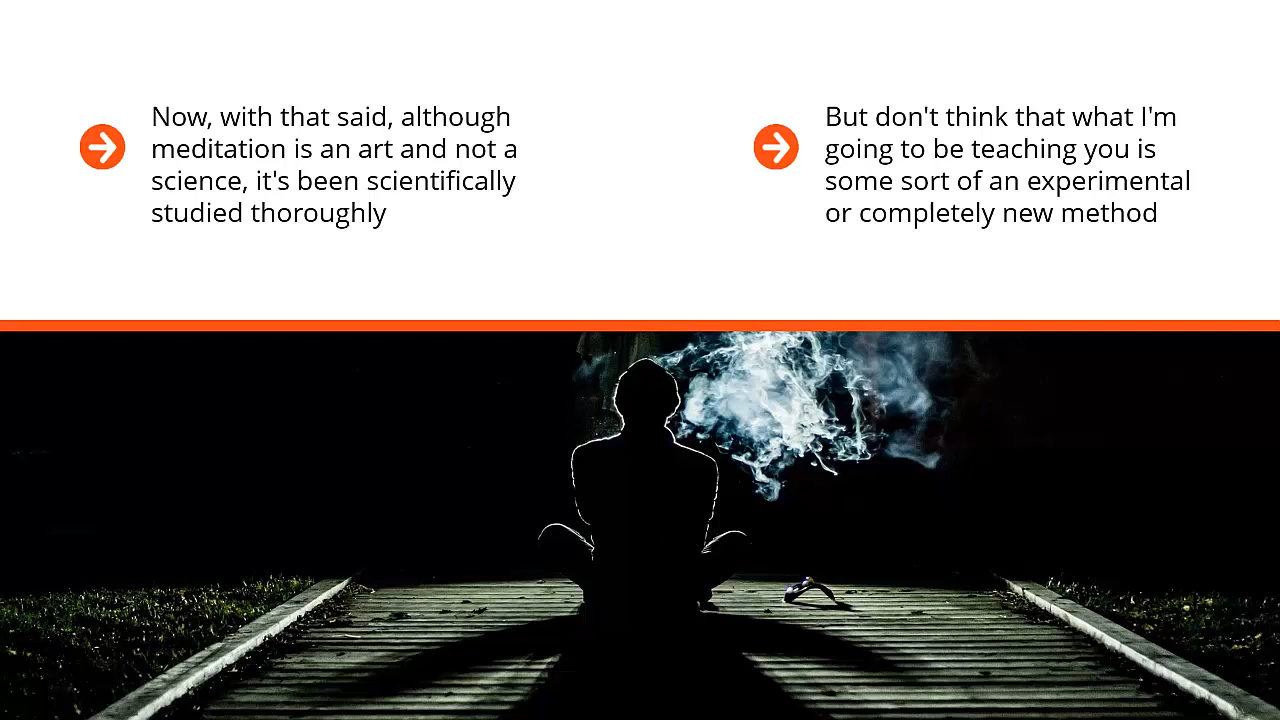 Now, with that said, although
meditation is an art and not a
science, it's been scientifically
studied thoroughly
But don't think that what I'm
going to be teaching you is
some sort of an experimental
or completely new method